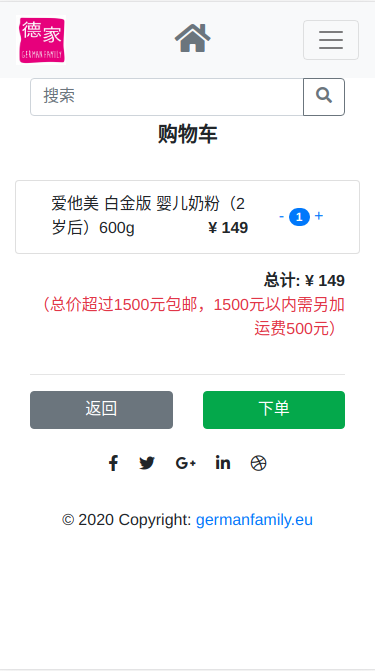 德家
GERMAN FAMILY
搜索
购物车
爱他美 白金版 婴儿奶粉（2
岁后）600g ¥ 149
- 1 +
总计: ¥ 149
（总价超过1500元包邮，1500元以内需另加
运费500元）
返回 下单
© 2020 Copyright: germanfamily.eu